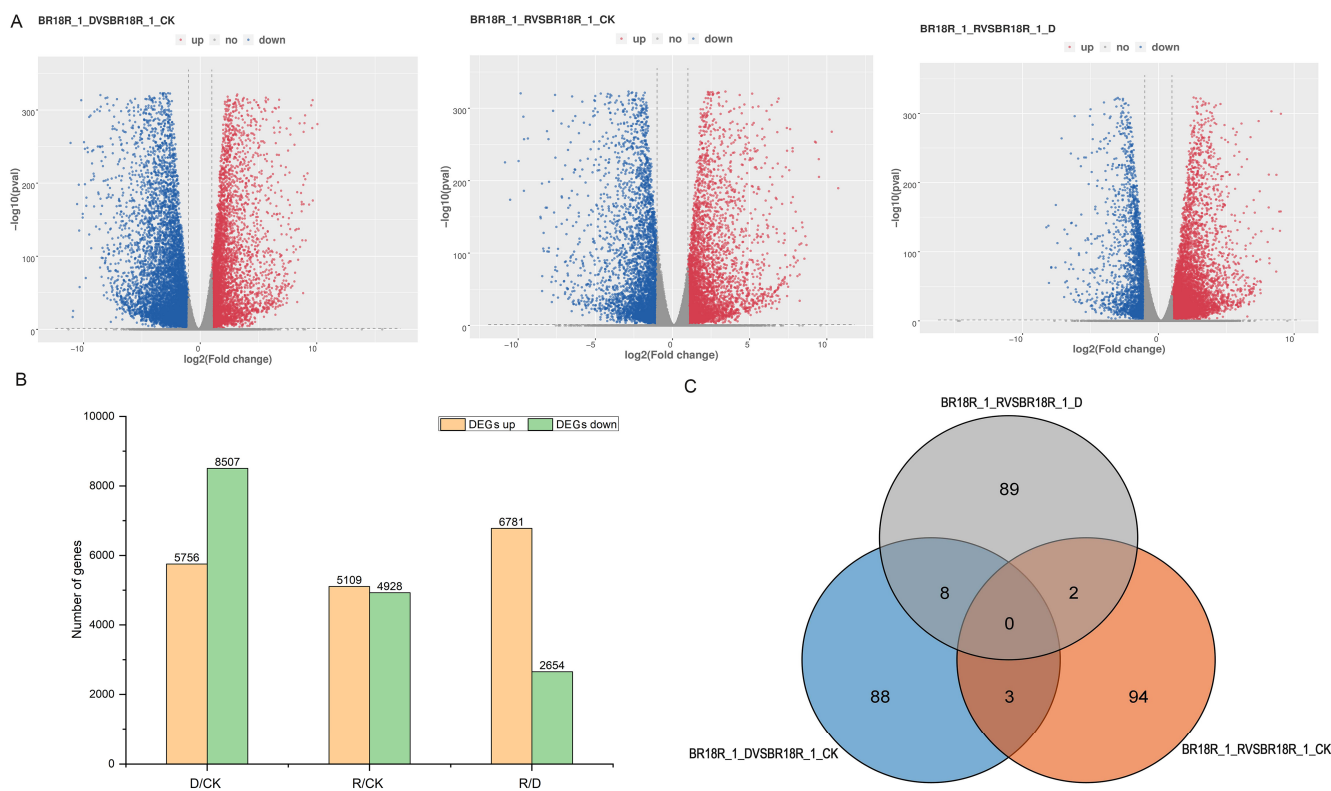 A
BR18R_1_DVSBR18R_1_CK
up no down
300
200
100
0
−10 0 10
−log10(pval)
log2(Fold change)
BR18R_1_RVSBR18R_1_CK
up no down
300
200
100
0
−10 −5 0 5 10
−log10(pval)
log2(Fold change)
BR18R_1_RVSBR18R_1_D
up no down
300
200
100
0
−10 0 10
−log10(pval)
log2(Fold change)
B
DEGs up DEGs down
10000
8000
6000
4000
2000
0
Number of genes
5756 8507
5109 4928
6781 2654
D/CK R/CK R/D
C
BR18R_1_RVSBR18R_1_D
89
8 2
0
88 3 94
BR18R_1_DVSBR18R_1_CK
BR18R_1_RVSBR18R_1_CK